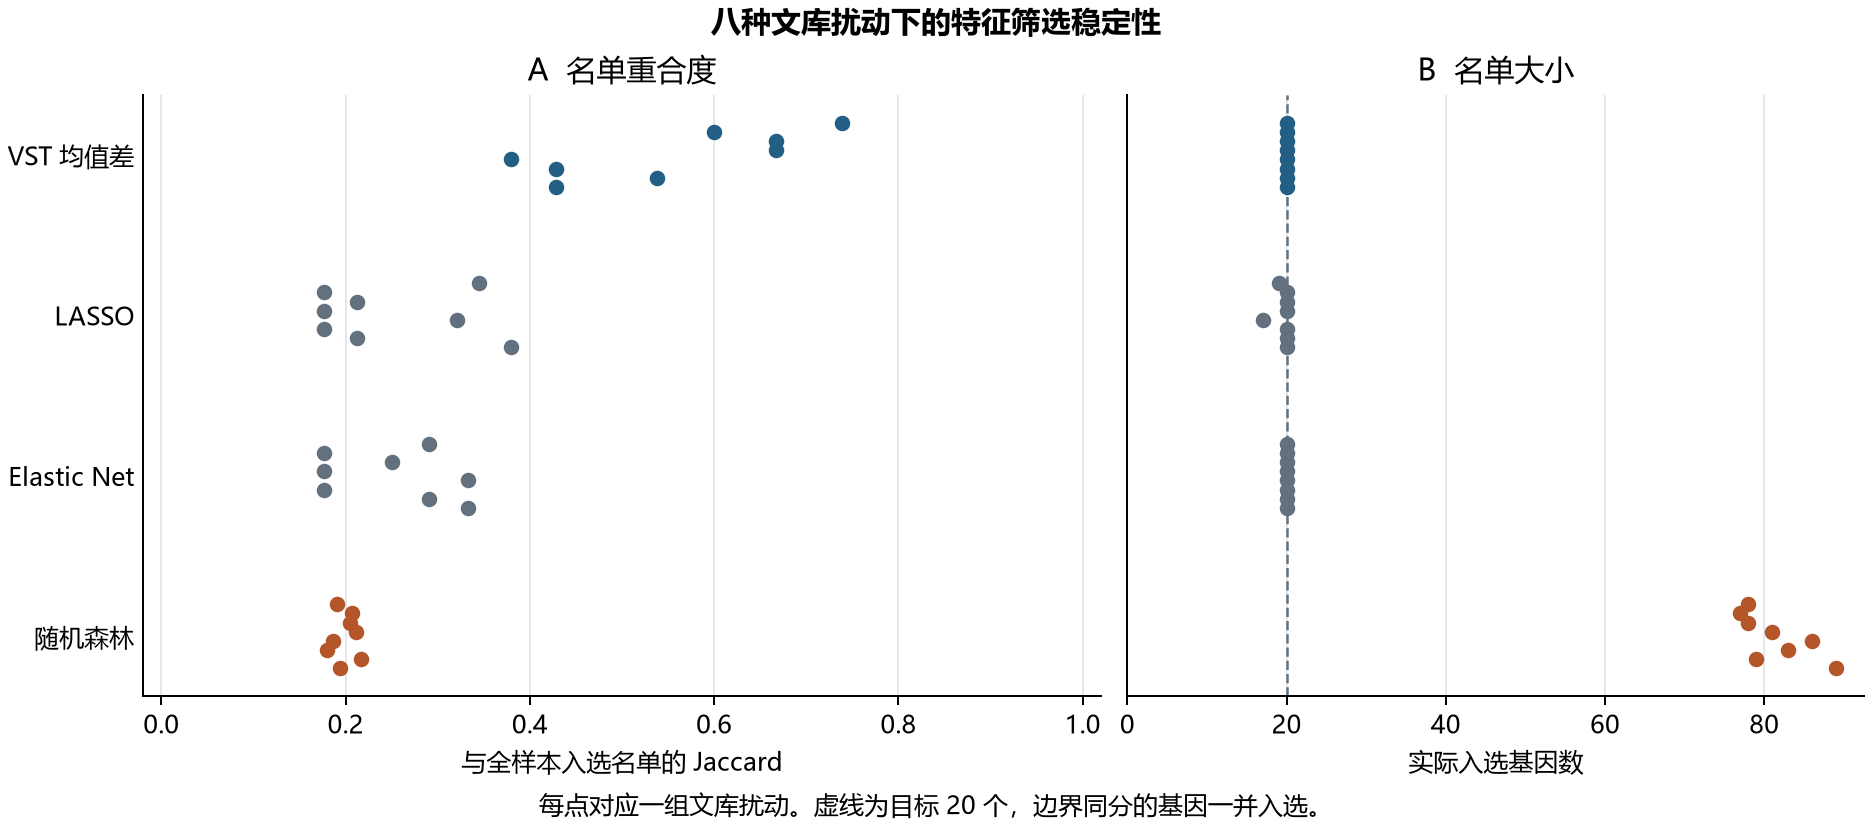 八种文库扰动下的特征筛选稳定性
A 名单重合度
B 名单大小
VST 均值差
LASSO
Elastic Net
随机森林
0.0 0.2 0.4 0.6 0.8 1.0
0 20 40 60 80
与全样本入选名单的 Jaccard
实际入选基因数
每点对应一组文库扰动。虚线为目标 20 个，边界同分的基因一并入选。